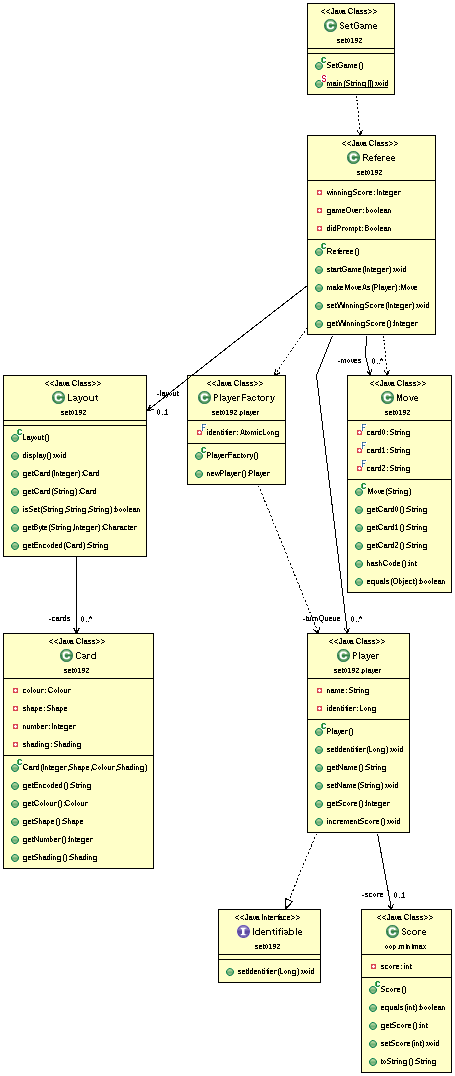 <<Java Class>>
SetGame
set0192
SetGame()
main(String[]):void
<<Java Class>>
Referee
set0192
winningScore: Integer
gameOver: boolean
didPrompt: Boolean
Referee()
startGame(Integer):void
makeMoveAs(Player):Move
setWinningScore(Integer):void
getWinningScore():Integer
-moves 0..*
-layout
0..1
<<Java Class>>
Layout
set0192
Layout()
display():void
getCard(Integer):Card
getCard(String):Card
isSet(String,String,String):boolean
getByte(String,Integer):Character
getEncoded(Card):String
<<Java Class>>
PlayerFactory
set0192.player
identifier: AtomicLong
PlayerFactory()
newPlayer():Player
<<Java Class>>
Move
set0192
card0: String
card1: String
card2: String
Move(String)
getCard0():String
getCard1():String
getCard2():String
hashCode():int
equals(Object):boolean
-cards 0..*
-turnQueue 0..*
<<Java Class>>
Card
set0192
colour: Colour
shape: Shape
number: Integer
shading: Shading
Card(Integer,Shape,Colour,Shading)
getEncoded():String
getColour():Colour
getShape():Shape
getNumber():Integer
getShading():Shading
<<Java Class>>
Player
set0192.player
name: String
identifier: Long
Player()
setIdentifier(Long):void
getName():String
setName(String):void
getScore():Integer
incrementScore():void
-score 0..1
<<Java Interface>>
Identifiable
set0192
setIdentifier(Long):void
<<Java Class>>
Score
oop.minimax
score: int
Score()
equals(int):boolean
getScore():int
setScore(int):void
toString():String